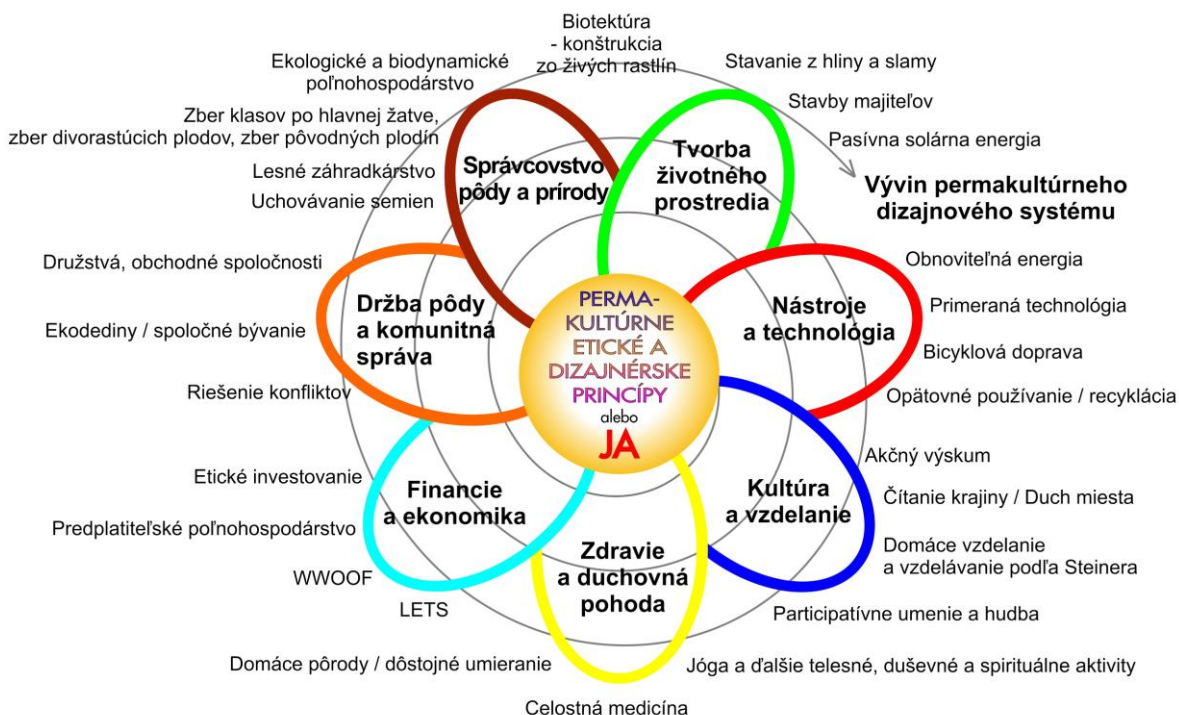 Biotektúra
- konštrukcia
zo živých rastlín
Ekologické a biodynamické
poľnohospodárstvo
Zber klasov po hlavnej žatve,
zber divorastúcich plodov, zber pôvodných plodín
Lesné záhradkárstvo
Uchovávanie semien
Správcovstvo
pôdy a prírody
Stavanie z hliny a slamy
Stavby majiteľov
Pasívna solárna energia
Tvorba
životného
prostredia
Vývin permakultúrneho
dizajnového systému
Obnoviteľná energia
Primeraná technológia
Bicyklová doprava
Opätovné používanie / recyklácia
Nástroje
a technológia
Družstvá, obchodné spoločnosti
Ekodediny / spoločné bývanie
Riešenie konfliktov
Držba pôdy
a komunitná
správa
PERMA-
KULTÚRNE
ETICKÉ A
DIZAJNÉRSKE
PRINCÍPY
alebo
JA
Akčný výskum
Čítanie krajiny / Duch miesta
Domáce vzdelanie
a vzdelávanie podľa Steinera
Participatívne umenie a hudba
Kultúra
a vzdelanie
Etické investovanie
Predplatiteľské poľnohospodárstvo
WWOOF
LETS
Financie
a ekonomika
Zdravie
a duchovná
pohoda
Domáce pôrody / dôstojné umieranie
Jóga a ďalšie telesné, duševné a spirituálne aktivity
Celostná medicína